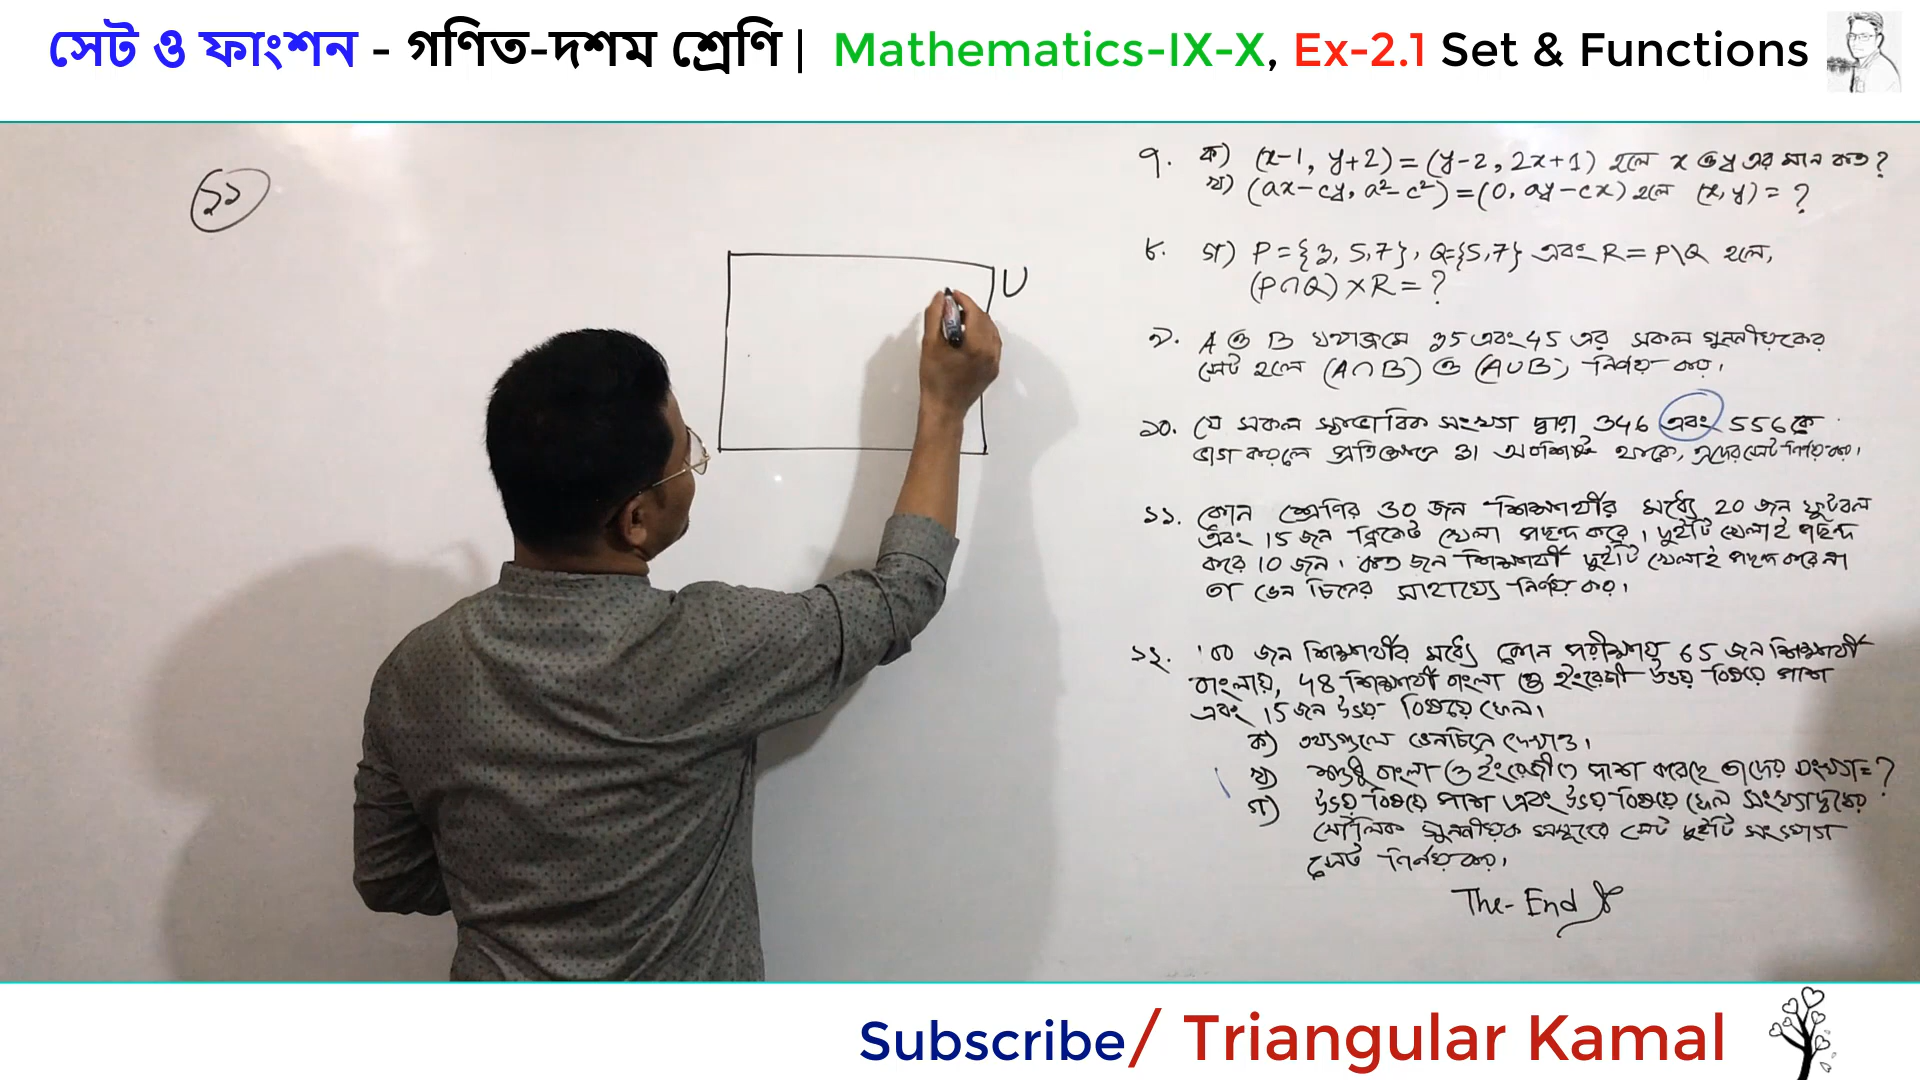 সেট ও ফাংশন - গণিত-দশম শ্রেণি | Mathematics-IX-X, Ex-2.1 Set & Functions
১১
U
৭. ক) (x-1, y+2) = (y-2, 2x+1) হলে x ও y এর মান কত?
খ) (ax-cy, a²-c²) = (0, ay-cx) হলে (x, y) = ?
৮. গ) P = {3, 5, 7}, Q = {5, 7} এবং R = P\Q হলে,
(P∩Q) × R = ?
৯. A ও B যথাক্রমে 35 এবং 45 এর সকল গুননীয়কের
সেট হলে (A∩B) ও (A∪B) নির্ণয় কর।
১০. যে সকল স্বাভাবিক সংখ্যা দ্বারা 346 এবং 556 কে
ভাগ করলে প্রতিক্ষেত্রে 31 অবশিষ্ট থাকে, এদের সেট নির্ণয় কর।
১১. কোন শ্রেণির 30 জন শিক্ষার্থীর মধ্যে 20 জন ফুটবল
এবং 15 জন ক্রিকেট খেলা পছন্দ করে। দুইটি খেলাই পছন্দ
করে 10 জন। কত জন শিক্ষার্থী দুইটি খেলাই পছন্দ করে না
তা ভেন চিত্রের সাহায্যে নির্ণয় কর।
১২. 100 জন শিক্ষার্থীর মধ্যে কোন পরীক্ষায় 65 জন শিক্ষার্থী
বাংলায়, 48 শিক্ষার্থী বাংলা ও ইংরেজী উভয় বিষয়ে পাশ
এবং 15 জন উভয় বিষয়ে ফেল।
ক) তথ্যগুলো ভেনচিত্রে দেখাও।
খ) শুধু বাংলা ও ইংরেজীতে পাশ করেছে তাদের সংখ্যা = ?
গ) উভয় বিষয়ে পাশ এবং উভয় বিষয়ে ফেল সংখ্যাদ্বয়ের
মৌলিক গুননীয়ক সমূহের সেট দুইটি সংযোগ
সেট নির্ণয় কর।
The-End
Subscribe/ Triangular Kamal